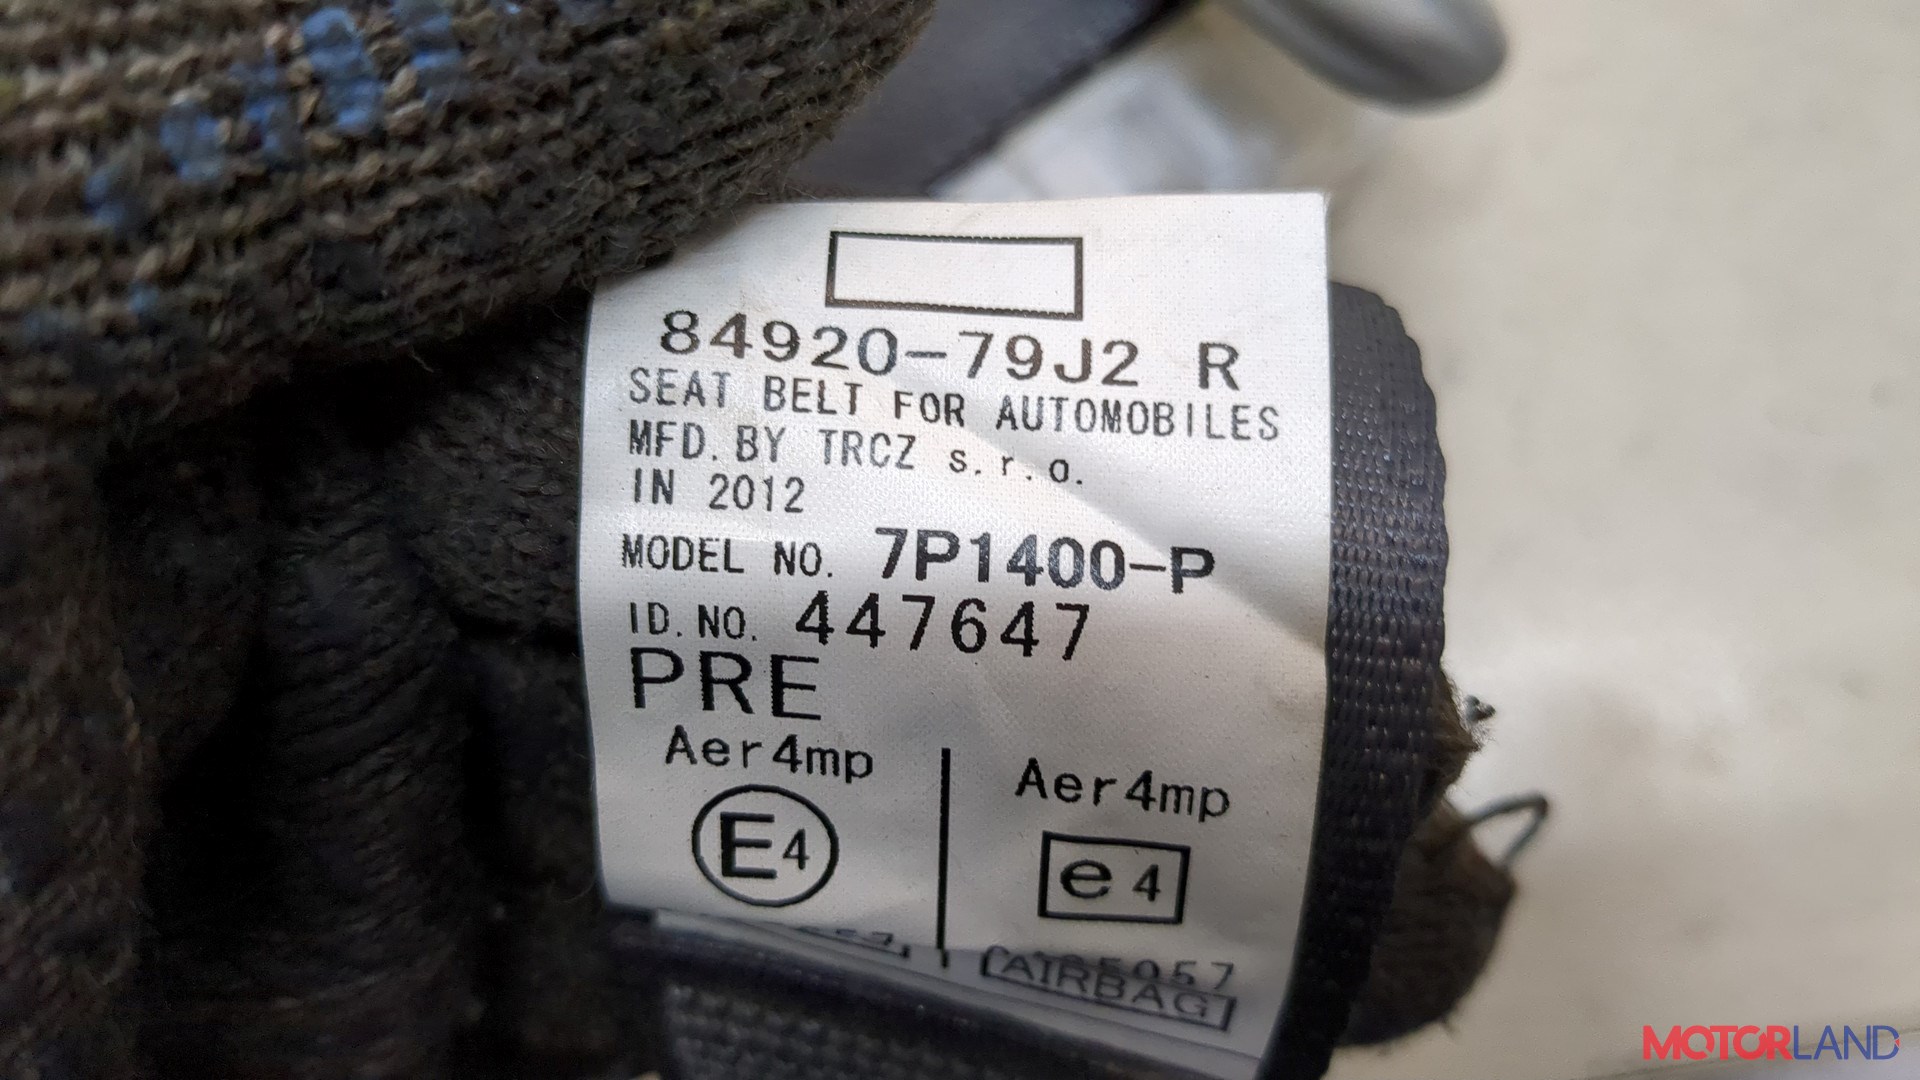 84920-79J2 R
SEAT BELT FOR AUTOMOBILES
MFD. BY TRCZ s.r.o.
IN 2012
MODEL NO. 7P1400-P
ID. NO. 447647
PRE
Aer4mp Aer4mp
E4 e4
AIRBAG
MOTORLAND